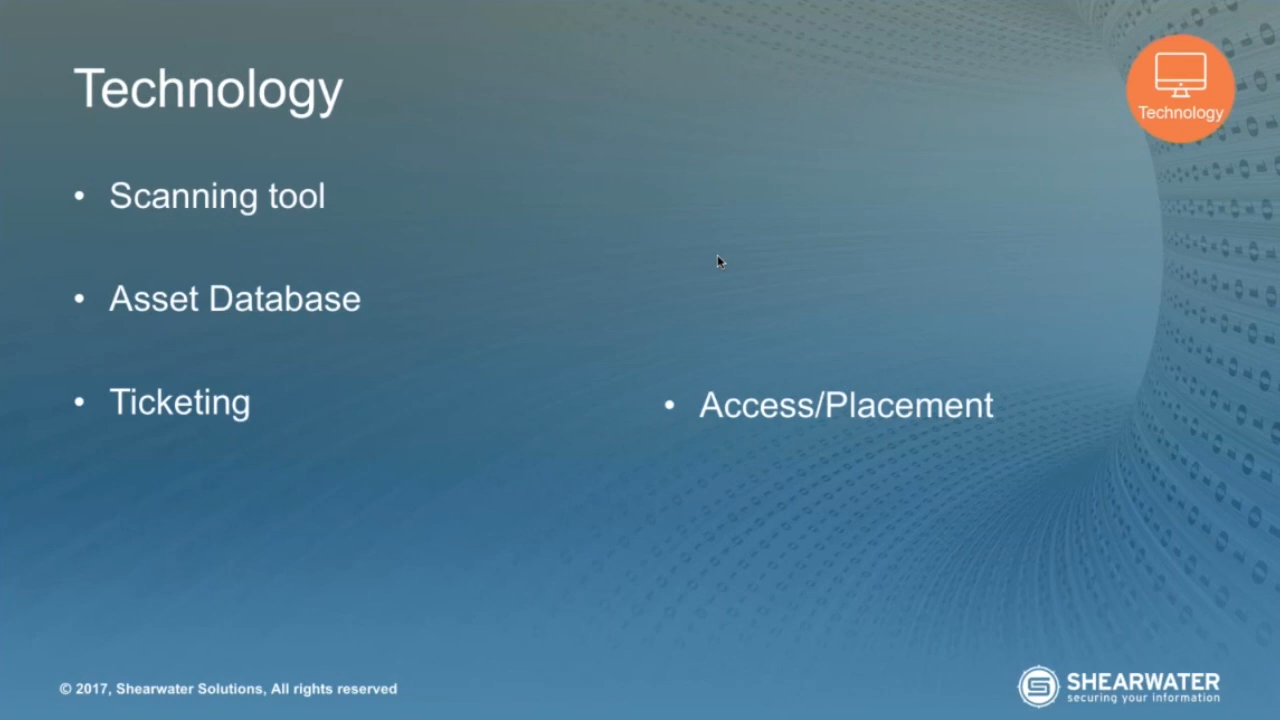 Technology
Technology
• Scanning tool
• Asset Database
• Ticketing
• Access/Placement
© 2017, Shearwater Solutions, All rights reserved
SHEARWATER
securing your information